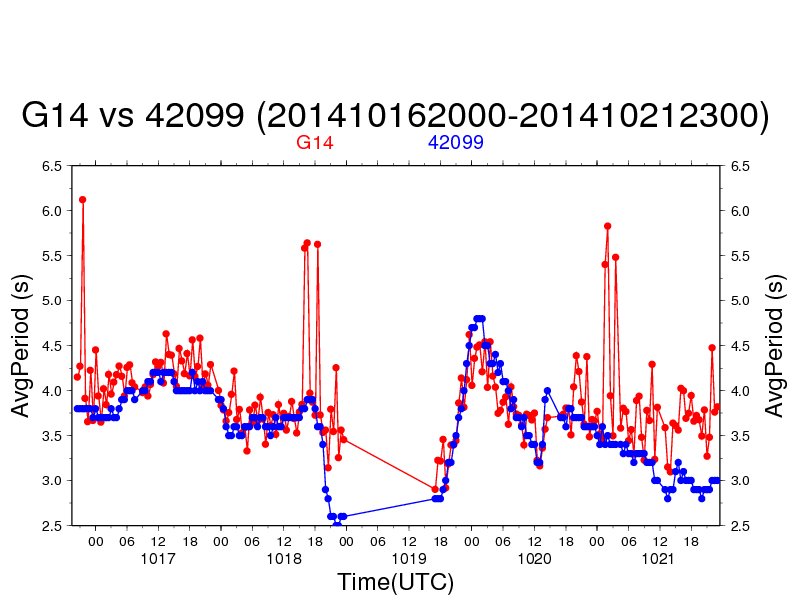 G14 vs 42099 (201410162000-201410212300)
G14 42099
6.5 6.5
6.0 6.0
5.5 5.5
5.0 5.0
4.5 4.5
4.0 4.0
3.5 3.5
3.0 3.0
2.5 2.5
AvgPeriod (s)
AvgPeriod (s)
00 06 12 18 00 06 12 18 00 06 12 18 00 06 12 18 00 06 12 18
1017 1018 1019 1020 1021
Time(UTC)